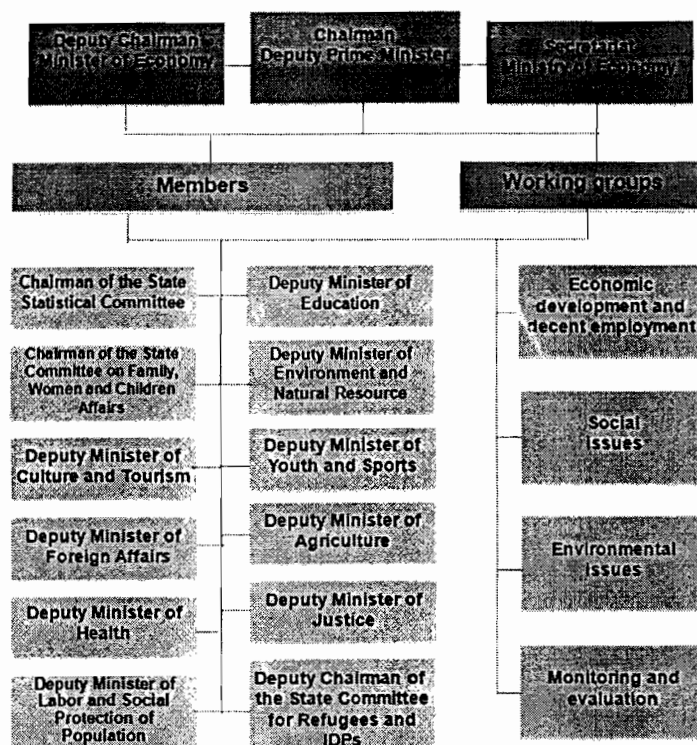 Deputy Chairman
Minister of Economy
Chairman
Deputy Prime Minister
Secretariat
Ministry of Economy
Members
Working groups
Chairman of the State
Statistical Committee
Deputy Minister of
Education
Economic
development and
decent employment
Chairman of the State
Committee on Family,
Women and Children
Affairs
Deputy Minister of
Environment and
Natural Resource
Social
Issues
Deputy Minister of
Culture and Tourism
Deputy Minister of
Youth and Sports
Deputy Minister of
Foreign Affairs
Deputy Minister of
Agriculture
Environmental
Issues
Deputy Minister of
Health
Deputy Minister of
Justice
Deputy Minister of
Labor and Social
Protection of
Population
Deputy Chairman of
the State Committee
for Refugees and
IDPs
Monitoring and
evaluation